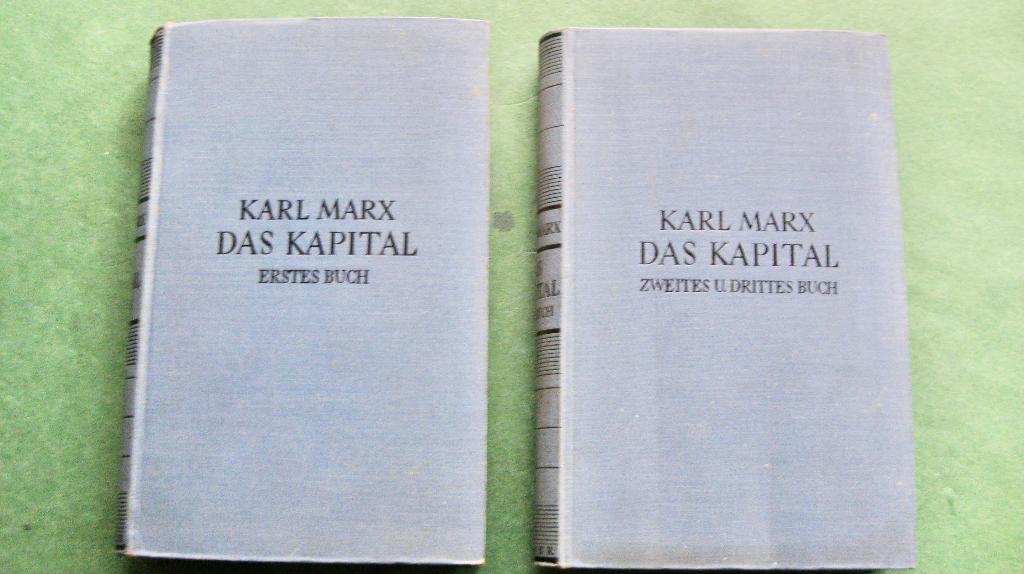 KARL MARX
DAS KAPITAL
ERSTES BUCH
KARL MARX
DAS KAPITAL
ZWEITES U. DRITTES BUCH